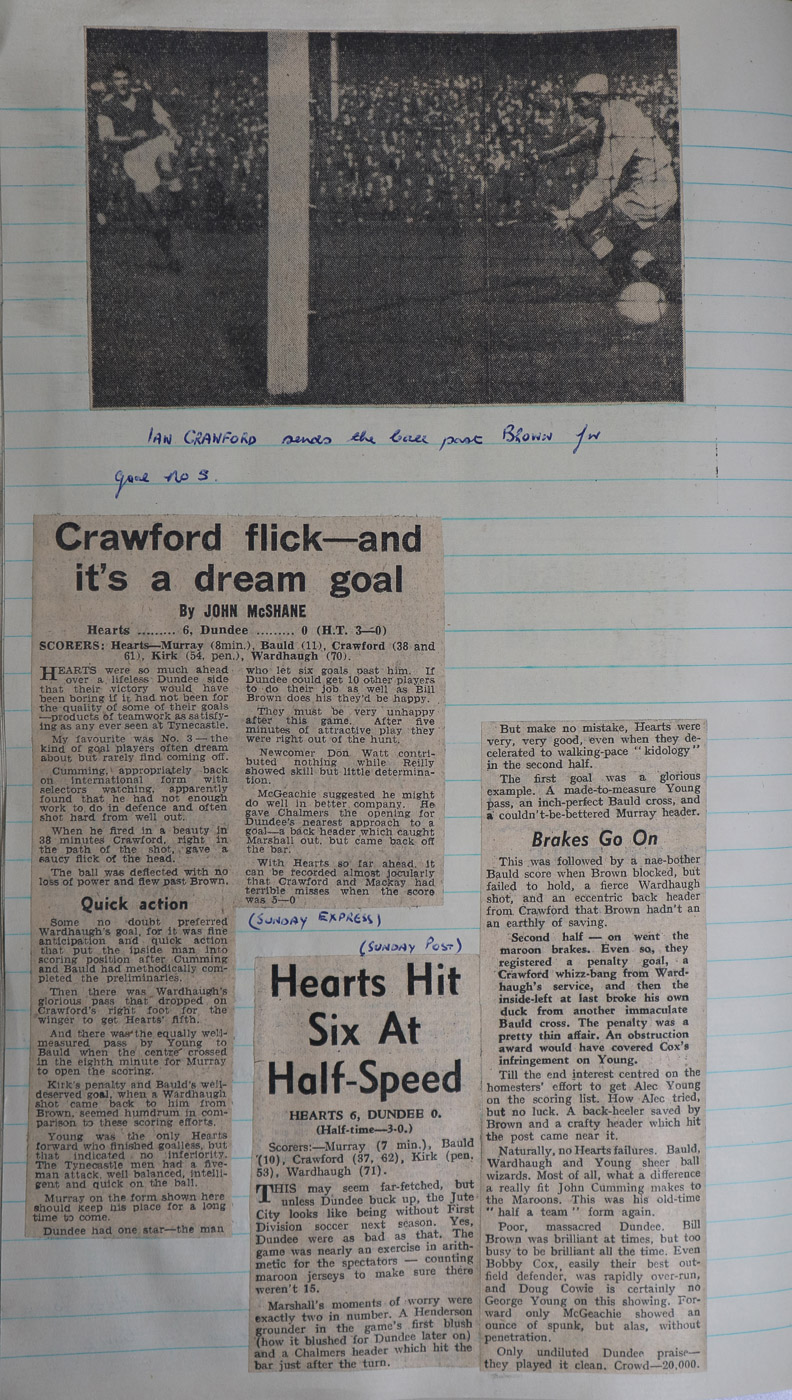 IAN CRAWFORD sends the ball past Brown for
goal no 3.
Crawford flick—and
it's a dream goal
By JOHN McSHANE
Hearts ......... 6, Dundee ......... 0 (H.T. 3—0)
SCORERS: Hearts—Murray (8min.), Bauld (11), Crawford (38 and
61), Kirk (54, pen.), Wardhaugh (70).
HEARTS were so much ahead
over a lifeless Dundee side
that their victory would have
been boring if it had not been for
the quality of some of their goals
—products of teamwork as satisfy-
ing as any ever seen at Tynecastle.
My favourite was No. 3—the
kind of goal players often dream
about but rarely find coming off.
Cumming, appropriately back
on international form with
selectors watching, apparently
found that he had not enough
work to do in defence and often
shot hard from well out.
When he fired in a beauty in
38 minutes Crawford, right in
the path of the shot, gave a
saucy flick of the head.
The ball was deflected with no
loss of power and flew past Brown.
Quick action
Some no doubt preferred
Wardhaugh's goal, for it was fine
anticipation and quick action
that put the inside man into
scoring position after Cumming
and Bauld had methodically com-
pleted the preliminaries.
Then there was Wardhaugh's
glorious pass that dropped on
Crawford's right foot for the
winger to get Hearts' fifth.
And there was the equally well-
measured pass by Young to
Bauld when the centre crossed
in the eighth minute for Murray
to open the scoring.
Kirk's penalty and Bauld's well-
deserved goal, when a Wardhaugh
shot came back to him from
Brown, seemed humdrum in com-
parison to these scoring efforts.
Young was the only Hearts
forward who finished goalless, but
that indicated no inferiority.
The Tynecastle men had a five-
man attack, well balanced, intelli-
gent and quick on the ball.
Murray on the form shown here
should keep his place for a long
time to come.
Dundee had one star—the man
who let six goals past him. If
Dundee could get 10 other players
to do their job as well as Bill
Brown does his they'd be happy.
They must be very unhappy
after this game. After five
minutes of attractive play they
were right out of the hunt.
Newcomer Don Watt contri-
buted nothing while Reilly
showed skill but little determina-
tion.
McGeachie suggested he might
do well in better company. He
gave Chalmers the opening for
Dundee's nearest approach to a
goal—a back header which caught
Marshall out, but came back off
the bar.
With Hearts so far ahead, it
can be recorded almost jocularly
that Crawford and Mackay had
terrible misses when the score
was 5—0
(SUNDAY EXPRESS)
(SUNDAY POST)
Hearts Hit
Six At
Half-Speed
HEARTS 6, DUNDEE 0.
(Half-time—3-0.)
Scorers:—Murray (7 min.), Bauld
(10), Crawford (37, 62), Kirk (pen.
53), Wardhaugh (71).
THIS may seem far-fetched, but
unless Dundee buck up, the Jute
City looks like being without First
Division soccer next season. Yes,
Dundee were as bad as that. The
game was nearly an exercise in arith-
metic for the spectators — counting
maroon jerseys to make sure there
weren't 15.
Marshall's moments of worry were
exactly two in number. A Henderson
grounder in the game's first blush
(how it blushed for Dundee later on)
and a Chalmers header which hit the
bar just after the turn.
But make no mistake, Hearts were
very, very good, even when they de-
celerated to walking-pace "kidology"
in the second half.
The first goal was a glorious
example. A made-to-measure Young
pass, an inch-perfect Bauld cross, and
a couldn't-be-bettered Murray header.
Brakes Go On
This was followed by a nae-bother
Bauld score when Brown blocked, but
failed to hold, a fierce Wardhaugh
shot, and an eccentric back header
from Crawford that Brown hadn't an
an earthly of saving.
Second half — on went the
maroon brakes. Even so, they
registered a penalty goal, a
Crawford whizz-bang from Ward-
haugh's service, and then the
inside-left at last broke his own
duck from another immaculate
Bauld cross. The penalty was a
pretty thin affair. An obstruction
award would have covered Cox's
infringement on Young.
Till the end interest centred on the
homesters' effort to get Alec Young
on the scoring list. How Alec tried,
but no luck. A back-heeler saved by
Brown and a crafty header which hit
the post came near it.
Naturally, no Hearts failures. Bauld,
Wardhaugh and Young sheer ball
wizards. Most of all, what a difference
a really fit John Cumming makes to
the Maroons. This was his old-time
"half a team" form again.
Poor, massacred Dundee. Bill
Brown was brilliant at times, but too
busy to be brilliant all the time. Even
Bobby Cox, easily their best out-
field defender, was rapidly over-run,
and Doug Cowie is certainly no
George Young on this showing. For-
ward only McGeachie showed an
ounce of spunk, but alas, without
penetration.
Only undiluted Dundee praise—
they played it clean. Crowd—20,000.